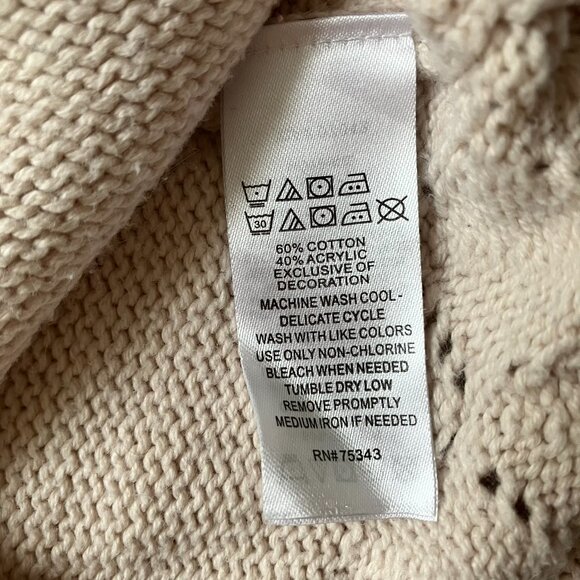 30
60% COTTON
40% ACRYLIC
EXCLUSIVE OF
DECORATION
MACHINE WASH COOL -
DELICATE CYCLE
WASH WITH LIKE COLORS
USE ONLY NON-CHLORINE
BLEACH WHEN NEEDED
TUMBLE DRY LOW
REMOVE PROMPTLY
MEDIUM IRON IF NEEDED
RN#75343